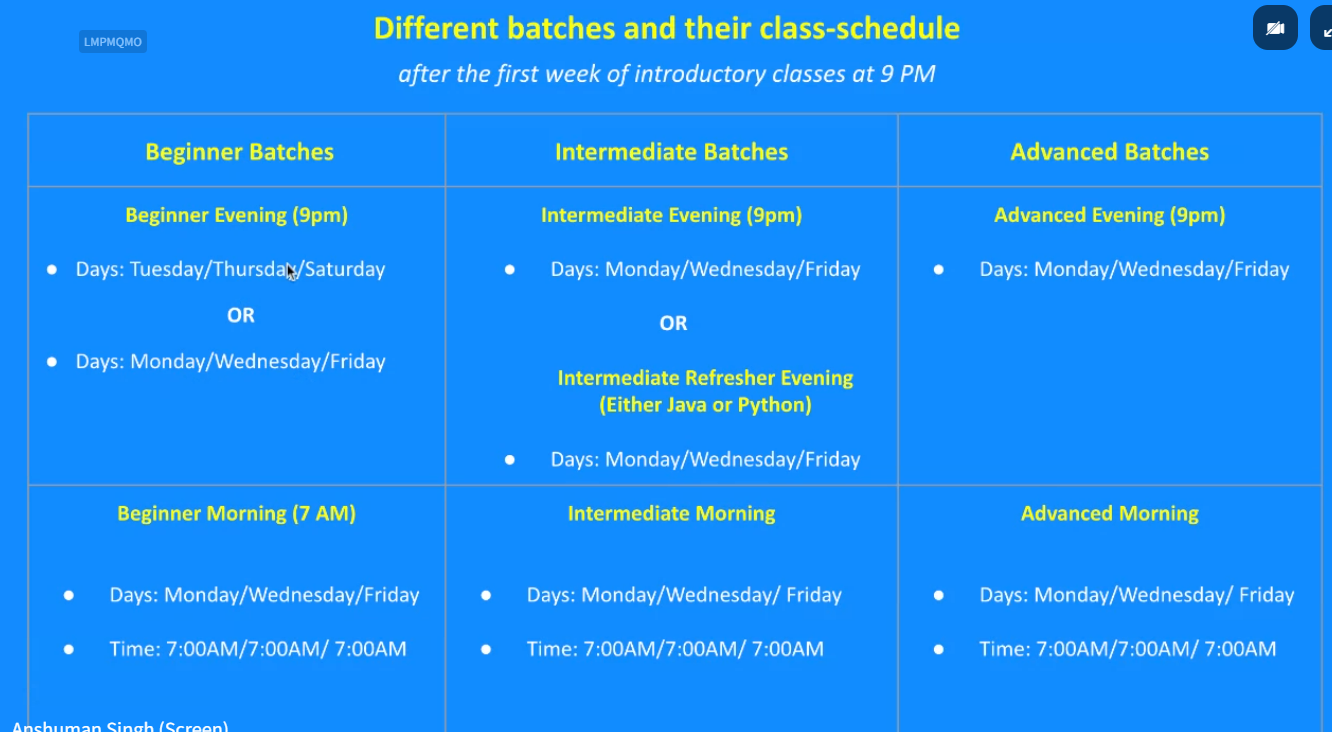 LMPMQMO
Different batches and their class-schedule
after the first week of introductory classes at 9 PM
Beginner Batches
Intermediate Batches
Advanced Batches
Beginner Evening (9pm)
Days: Tuesday/Thursday/Saturday
OR
Days: Monday/Wednesday/Friday
Intermediate Evening (9pm)
Days: Monday/Wednesday/Friday
OR
Intermediate Refresher Evening
(Either Java or Python)
Days: Monday/Wednesday/Friday
Advanced Evening (9pm)
Days: Monday/Wednesday/Friday
Beginner Morning (7 AM)
Days: Monday/Wednesday/Friday
Time: 7:00AM/7:00AM/ 7:00AM
Intermediate Morning
Days: Monday/Wednesday/ Friday
Time: 7:00AM/7:00AM/ 7:00AM
Advanced Morning
Days: Monday/Wednesday/ Friday
Time: 7:00AM/7:00AM/ 7:00AM
Anshuman Singh (Screen)